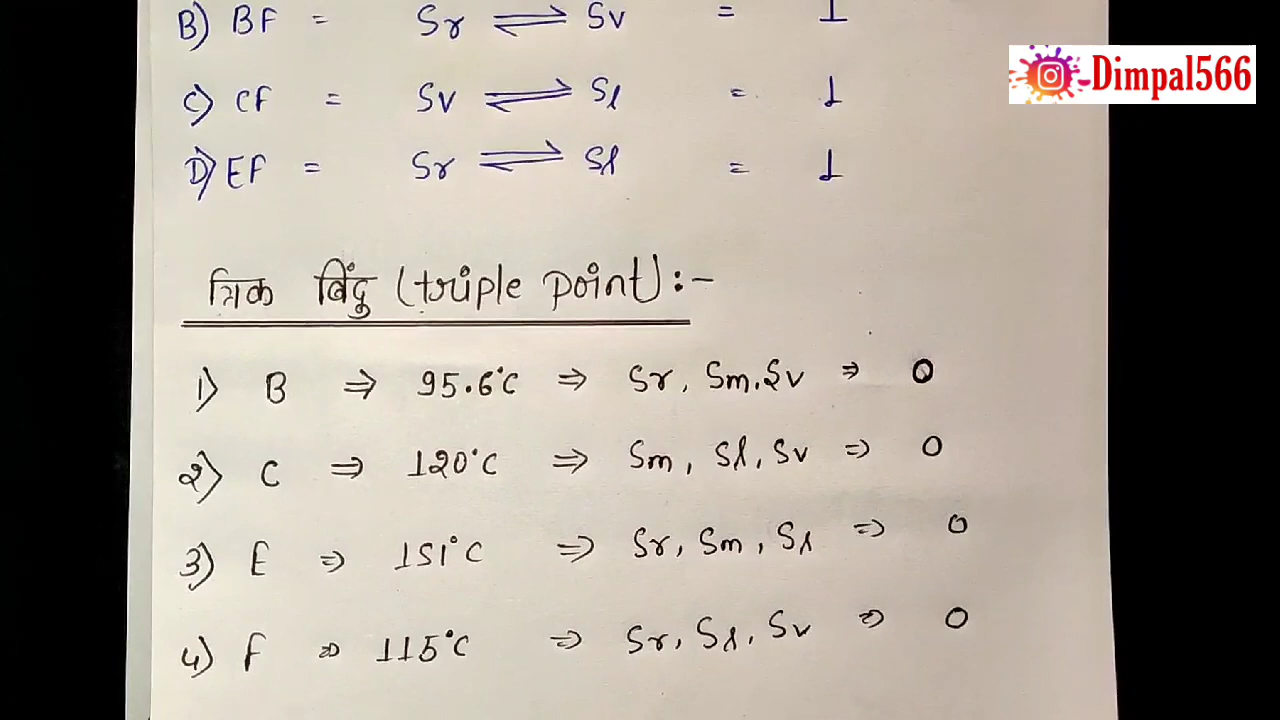 B) BF = Sr ⇌ Sv = 1
Dimpal566
C) CF = Sv ⇌ Sl = 1
D) EF = Sr ⇌ Sl = 1
त्रिक बिंदु (triple point):-
1) B ⇒ 95.6°C ⇒ Sr, Sm, Sv ⇒ 0
2) C ⇒ 120°C ⇒ Sm, Sl, Sv ⇒ 0
3) E ⇒ 151°C ⇒ Sr, Sm, Sl ⇒ 0
4) F ⇒ 115°C ⇒ Sr, Sl, Sv ⇒ 0